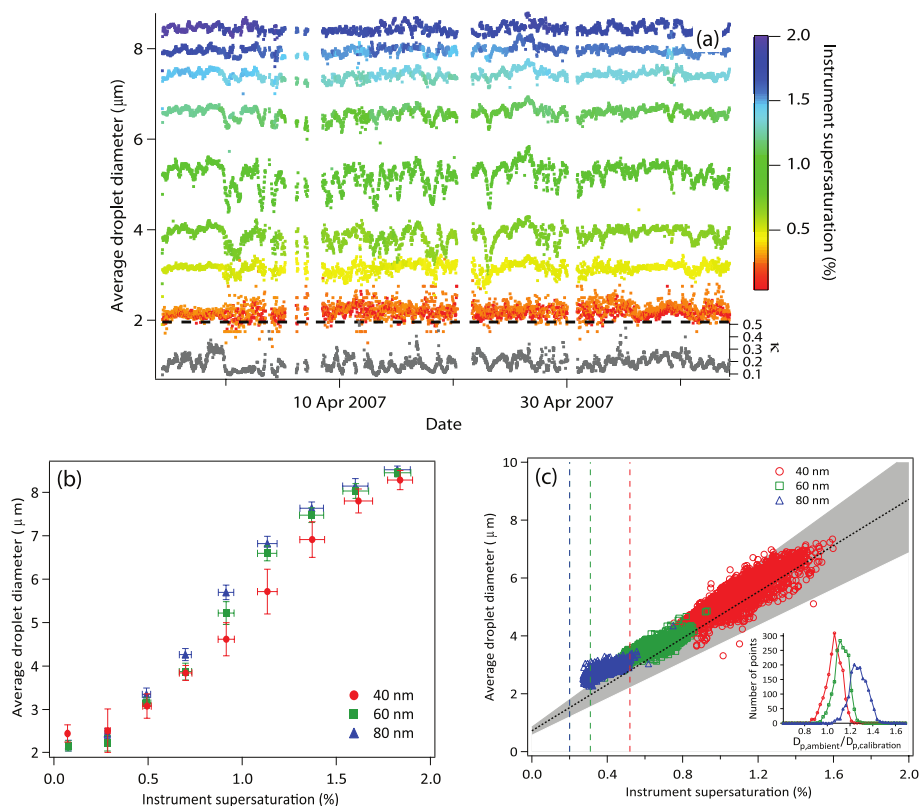 (a)
Average droplet diameter (μm)
8
6
4
2
0.5
0.4
0.3
0.2
0.1
κ
10 Apr 2007
30 Apr 2007
Date
2.0
1.5
1.0
0.5
Instrument supersaturation (%)
(b)
Average droplet diameter (μm)
8
7
6
5
4
3
2
0.0
0.5
1.0
1.5
2.0
Instrument supersaturation (%)
40 nm
60 nm
80 nm
(c)
Average droplet diameter (μm)
10
8
6
4
2
0
0.0
0.4
0.8
1.2
1.6
2.0
Instrument supersaturation (%)
40 nm
60 nm
80 nm
Number of points
300
250
200
150
100
50
0
0.8
1.0
1.2
1.4
1.6
Dp,ambient/Dp,calibration